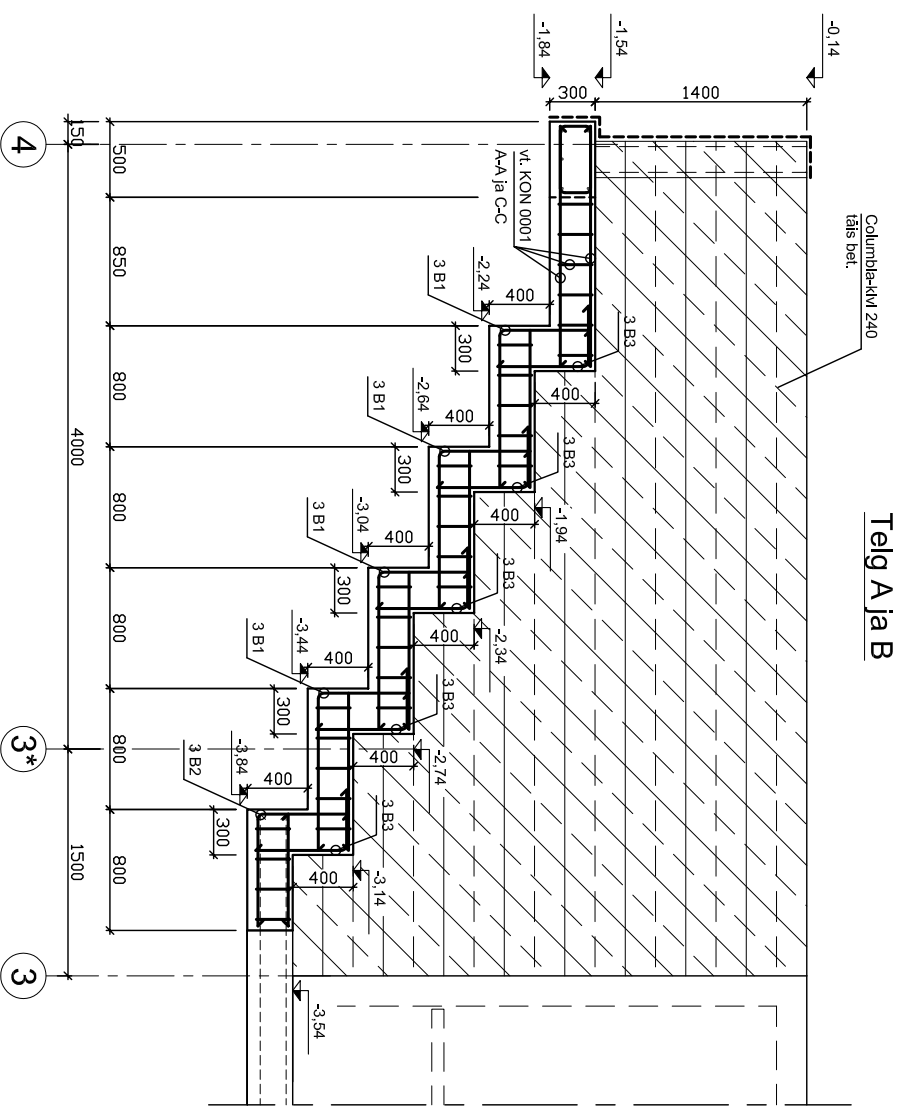 Telg A ja B
-0,14
-1,54
-1,84
1400
300
Columbia-kivi 240
täis bet.
vt. KON 0001
A-A ja C-C
3 B3
3 B3
3 B3
3 B3
3 B3
400
400
400
400
400
-1,94
-2,34
-2,74
-3,14
-3,54
400
400
400
400
400
-2,24
-2,64
-3,04
-3,44
-3,84
3 B1
3 B1
3 B1
3 B1
3 B2
300
300
300
300
300
500
850
800
800
800
800
800
150
4000
1500
4
3*
3